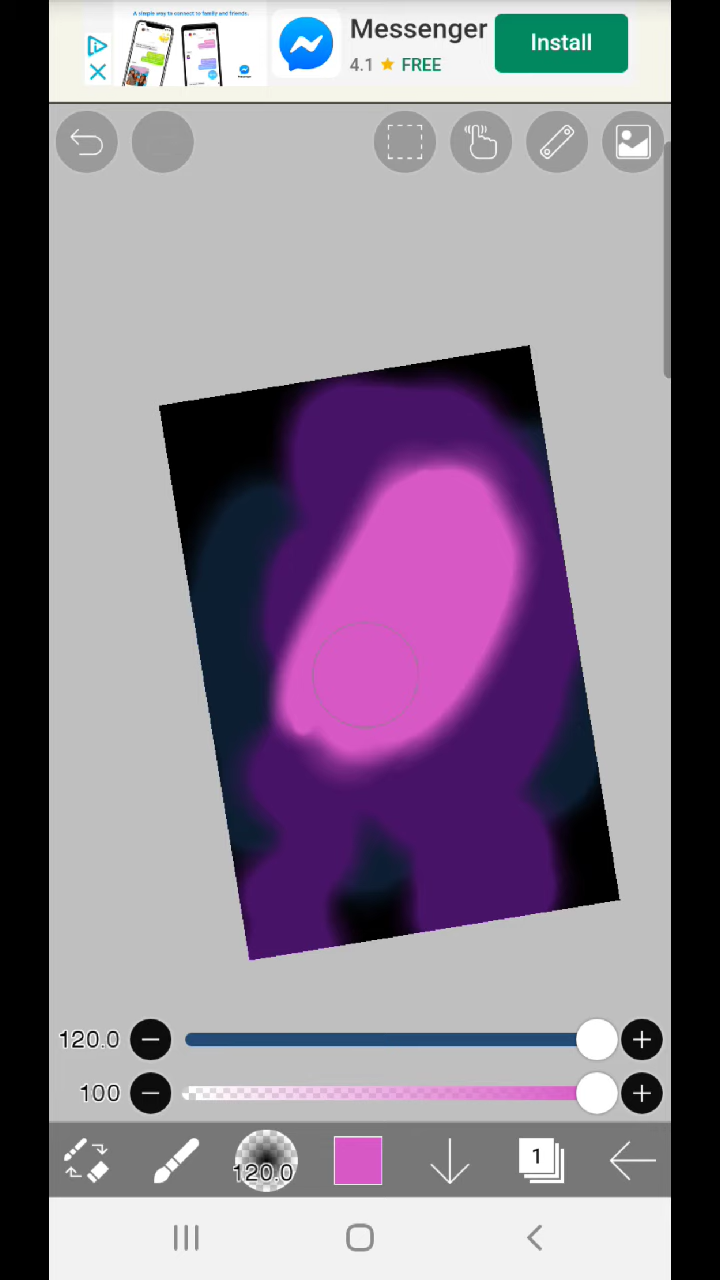 A simple way to connect to family and friends.
Messenger
Install
4.1 FREE
120.0
100
120.0
1